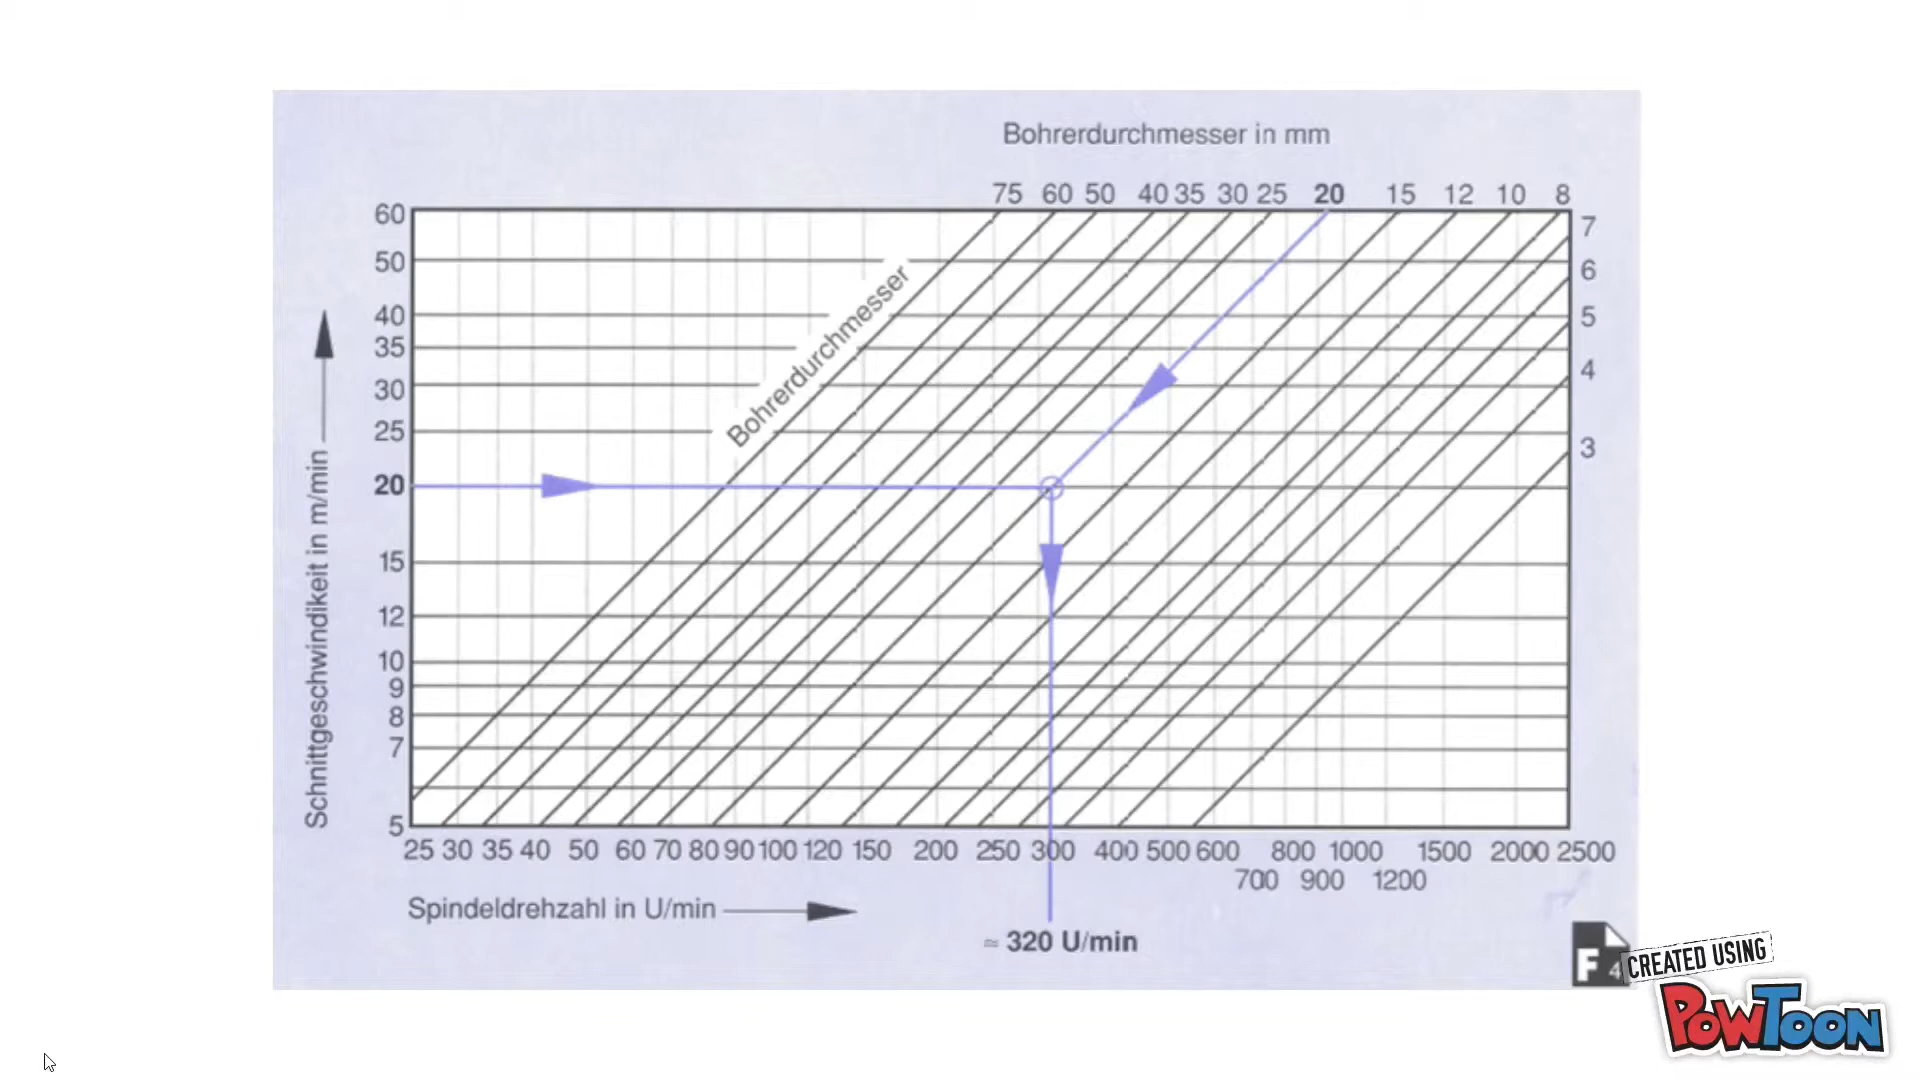 Bohrerdurchmesser in mm
75 60 50 40 35 30 25 20 15 12 10 8
7
6
5
4
3
60
50
40
35
30
25
20
15
12
10
9
8
7
5
Bohrerdurchmesser
Schnittgeschwindikeit in m/min
25 30 35 40 50 60 70 80 90 100 120 150 200 250 300 400 500 600 800 1000 1500 2000 2500
700 900 1200
Spindeldrehzahl in U/min
≈ 320 U/min
F 4
CREATED USING
POWTOON